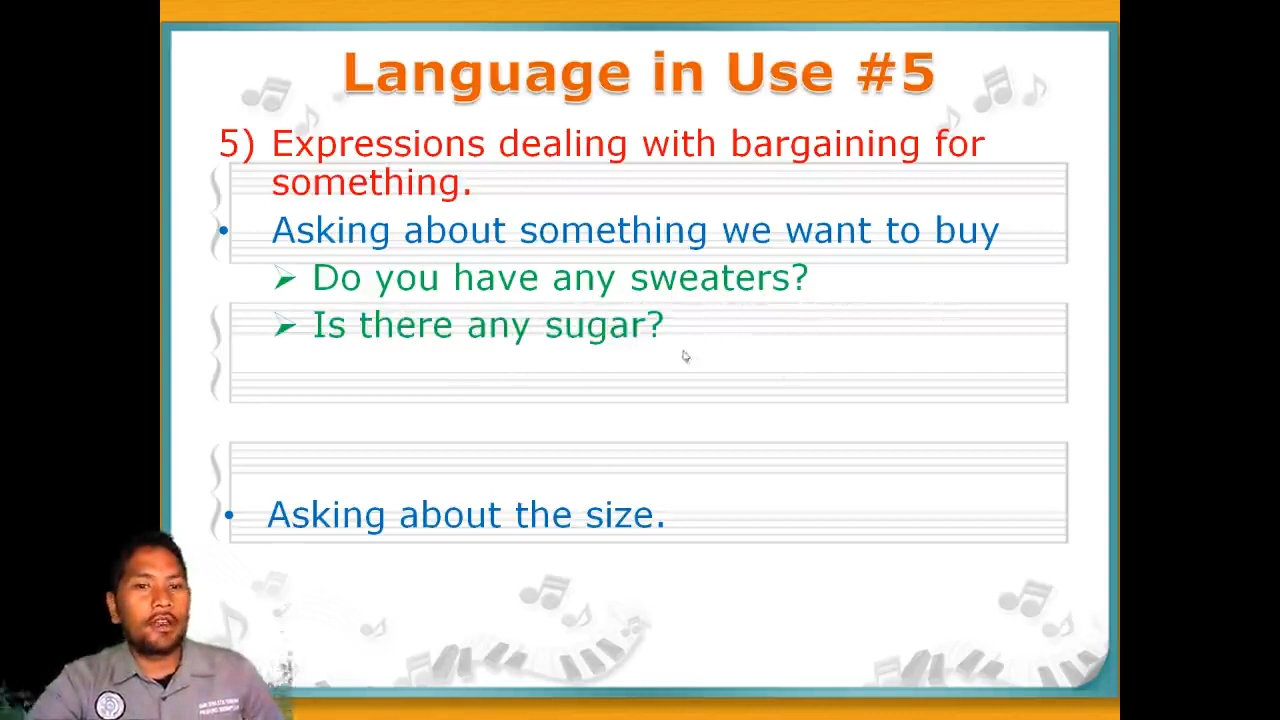 Language in Use #5
5) Expressions dealing with bargaining for
something.
• Asking about something we want to buy
➢ Do you have any sweaters?
➢ Is there any sugar?
• Asking about the size.